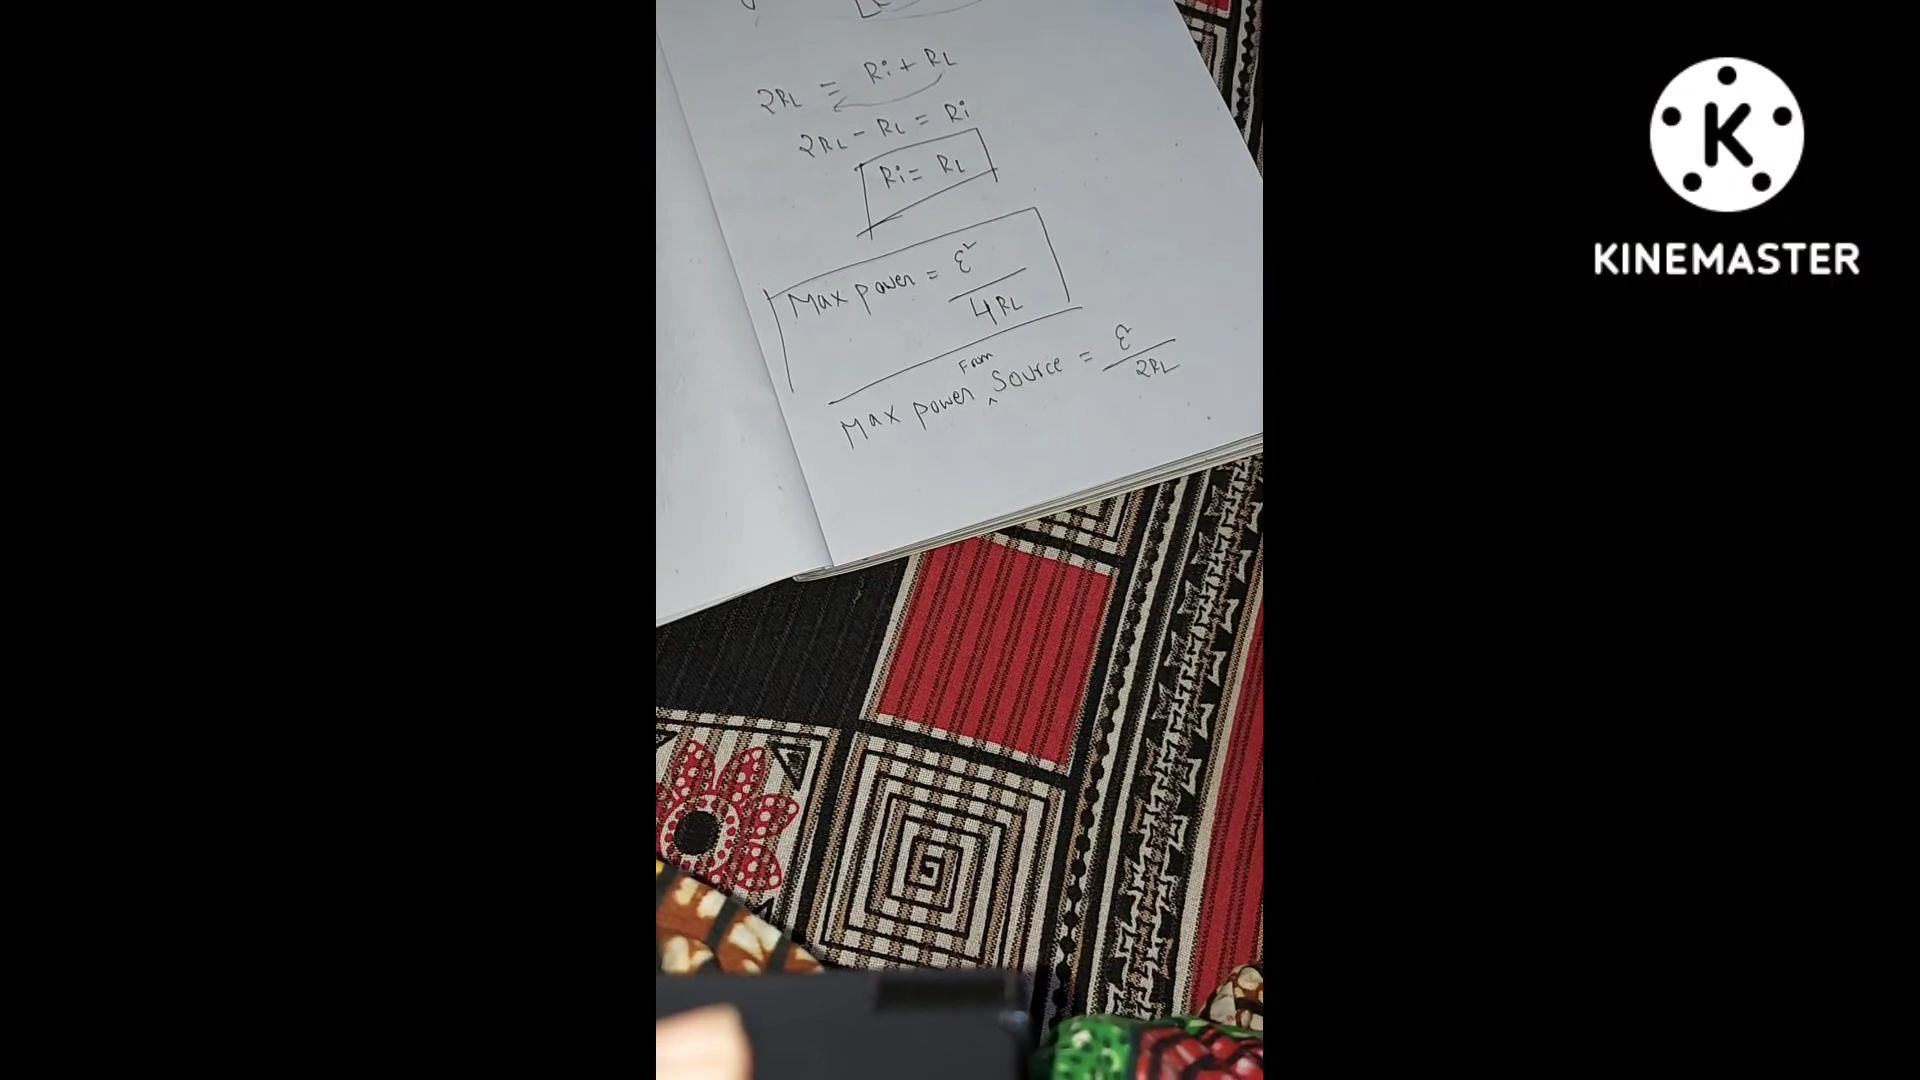 2RL = Ri + RL
2RL - RL = Ri
Ri = RL
Max power = ε²/4RL
Max power From Source = ε²/2RL
K
KINEMASTER